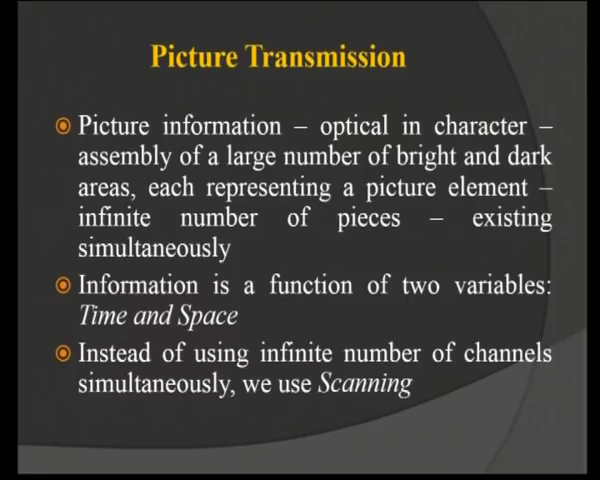 Picture Transmission
Picture information – optical in character –
assembly of a large number of bright and dark
areas, each representing a picture element –
infinite number of pieces – existing
simultaneously
Information is a function of two variables:
Time and Space
Instead of using infinite number of channels
simultaneously, we use Scanning